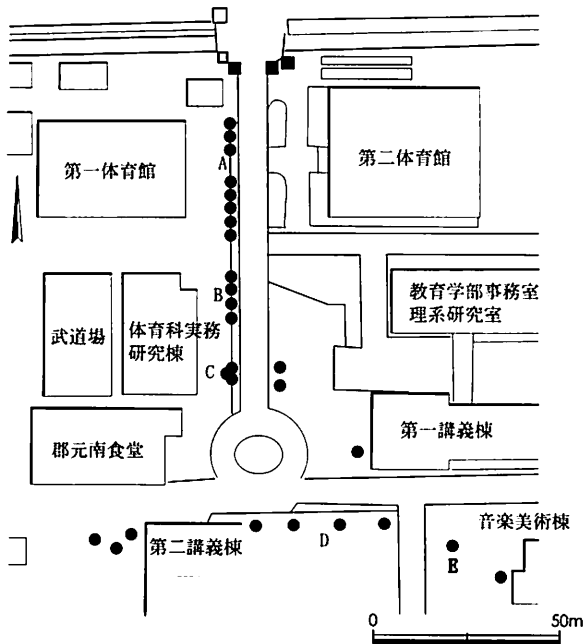 第一体育館
第二体育館
A
B
武道場
体育科実務
研究棟
教育学部事務室
理系研究室
C
郡元南食堂
第一講義棟
第二講義棟
D
音楽美術棟
E
0
50m